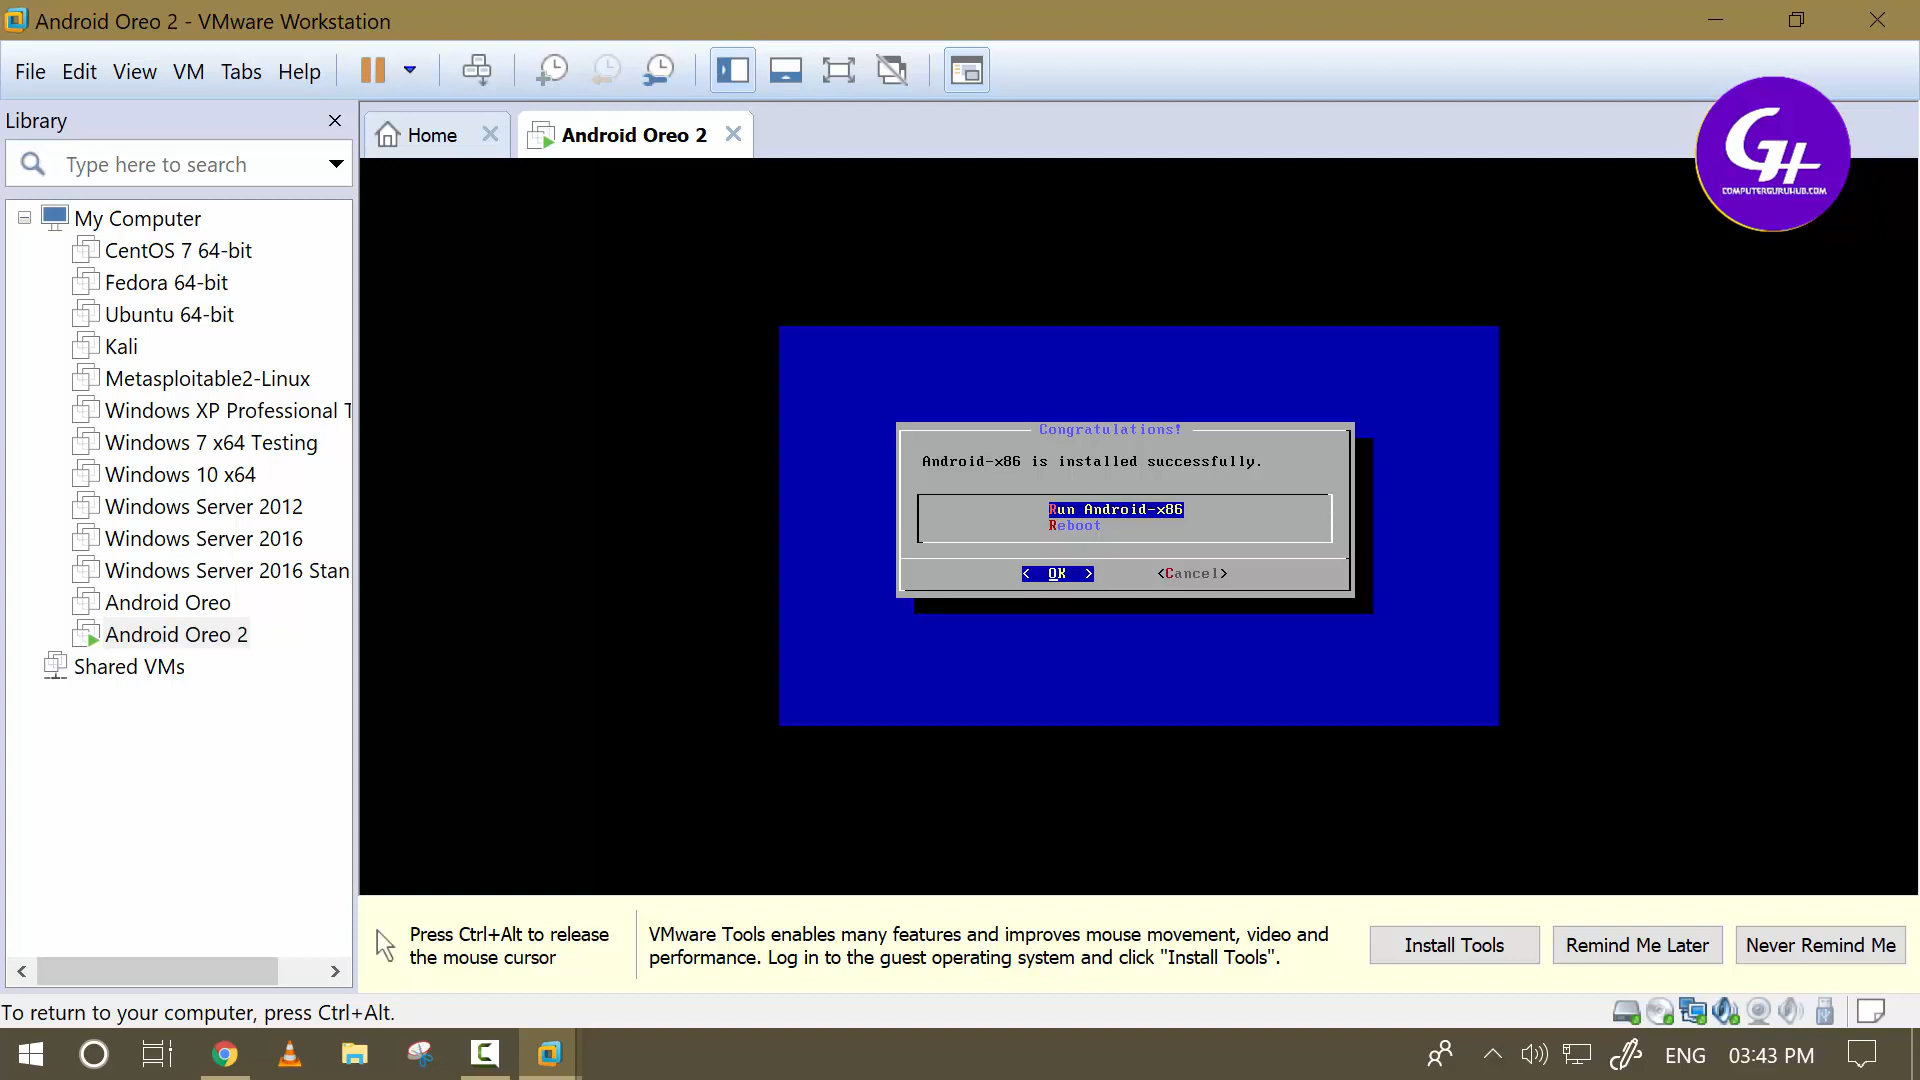 Android Oreo 2 - VMware Workstation
File Edit View VM Tabs Help
Library
Home
Android Oreo 2
Type here to search
GH
COMPUTERGURUHUB.COM
My Computer
CentOS 7 64-bit
Fedora 64-bit
Ubuntu 64-bit
Kali
Metasploitable2-Linux
Windows XP Professional T
Windows 7 x64 Testing
Windows 10 x64
Windows Server 2012
Windows Server 2016
Windows Server 2016 Stan
Android Oreo
Android Oreo 2
Shared VMs
Congratulations!
Android-x86 is installed successfully.
Run Android-x86
Reboot
< OK > <Cancel>
Press Ctrl+Alt to release
the mouse cursor
VMware Tools enables many features and improves mouse movement, video and
performance. Log in to the guest operating system and click "Install Tools".
Install Tools
Remind Me Later
Never Remind Me
To return to your computer, press Ctrl+Alt.
ENG 03:43 PM